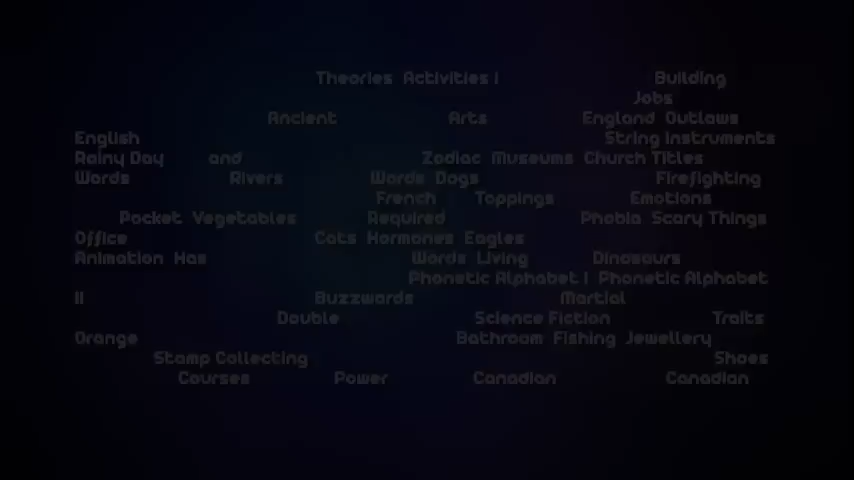 Theories Activities I Building
Jobs
Ancient Arts England Outlaws
English String Instruments
Rainy Day and Zodiac Museums Church Titles
Words Rivers Words Dogs Firefighting
French Toppings Emotions
Pocket Vegetables Required Phobia Scary Things
Office Cats Hormones Eagles
Animation Has Words Living Dinosaurs
Phonetic Alphabet I Phonetic Alphabet
II Buzzwords Martial
Double Science Fiction Traits
Orange Bathroom Fishing Jewellery
Stamp Collecting Shoes
Courses Power Canadian Canadian